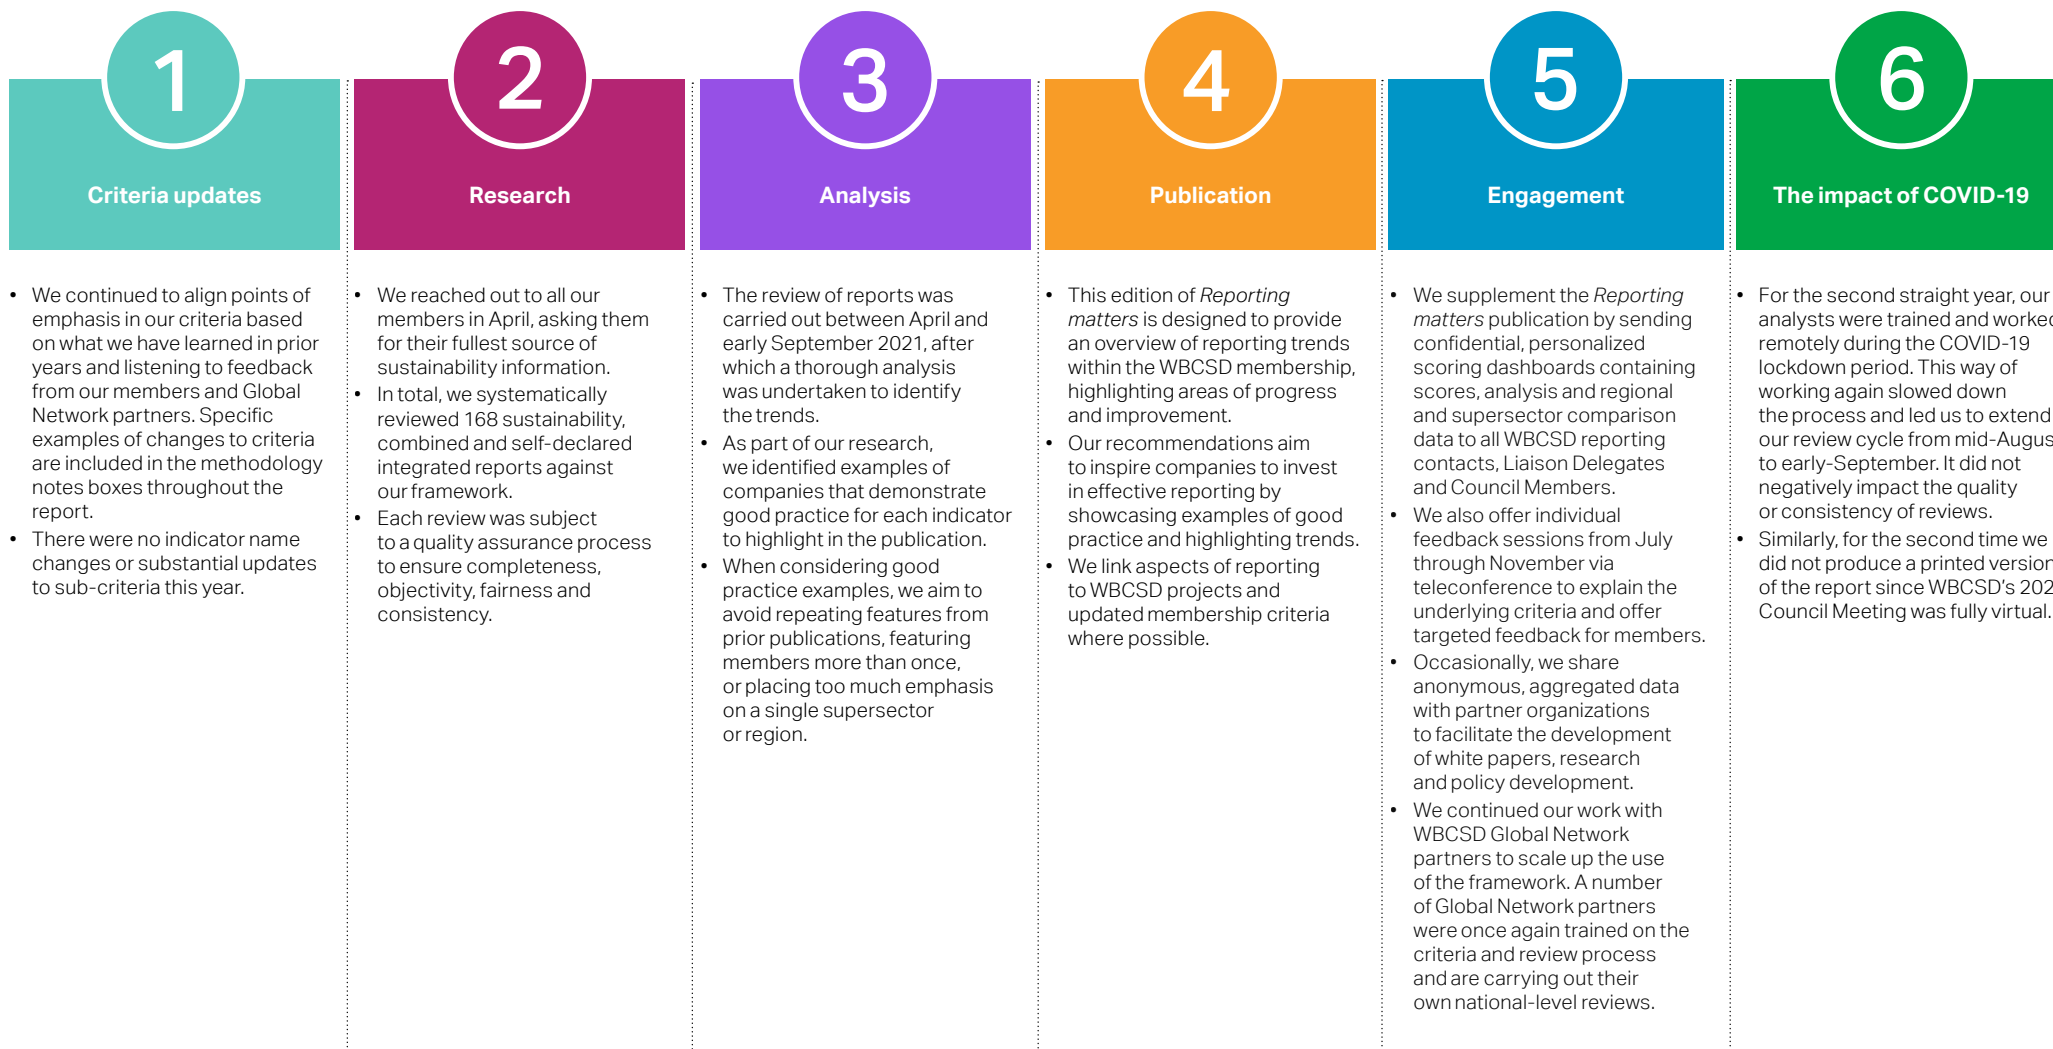 1
Criteria updates
• We continued to align points of
emphasis in our criteria based
on what we have learned in prior
years and listening to feedback
from our members and Global
Network partners. Specific
examples of changes to criteria
are included in the methodology
notes boxes throughout the
report.
• There were no indicator name
changes or substantial updates
to sub-criteria this year.
2
Research
• We reached out to all our
members in April, asking them
for their fullest source of
sustainability information.
• In total, we systematically
reviewed 168 sustainability,
combined and self-declared
integrated reports against
our framework.
• Each review was subject
to a quality assurance process
to ensure completeness,
objectivity, fairness and
consistency.
3
Analysis
• The review of reports was
carried out between April and
early September 2021, after
which a thorough analysis
was undertaken to identify
the trends.
• As part of our research,
we identified examples of
companies that demonstrate
good practice for each indicator
to highlight in the publication.
• When considering good
practice examples, we aim to
avoid repeating features from
prior publications, featuring
members more than once,
or placing too much emphasis
on a single supersector
or region.
4
Publication
• This edition of Reporting
matters is designed to provide
an overview of reporting trends
within the WBCSD membership,
highlighting areas of progress
and improvement.
• Our recommendations aim
to inspire companies to invest
in effective reporting by
showcasing examples of good
practice and highlighting trends.
• We link aspects of reporting
to WBCSD projects and
updated membership criteria
where possible.
5
Engagement
• We supplement the Reporting
matters publication by sending
confidential, personalized
scoring dashboards containing
scores, analysis and regional
and supersector comparison
data to all WBCSD reporting
contacts, Liaison Delegates
and Council Members.
• We also offer individual
feedback sessions from July
through November via
teleconference to explain the
underlying criteria and offer
targeted feedback for members.
• Occasionally, we share
anonymous, aggregated data
with partner organizations
to facilitate the development
of white papers, research
and policy development.
• We continued our work with
WBCSD Global Network
partners to scale up the use
of the framework. A number
of Global Network partners
were once again trained on the
criteria and review process
and are carrying out their
own national-level reviews.
6
The impact of COVID-19
• For the second straight year, our
analysts were trained and worked
remotely during the COVID-19
lockdown period. This way of
working again slowed down
the process and led us to extend
our review cycle from mid-Augus
to early-September. It did not
negatively impact the quality
or consistency of reviews.
• Similarly, for the second time we
did not produce a printed version
of the report since WBCSD's 202
Council Meeting was fully virtual.